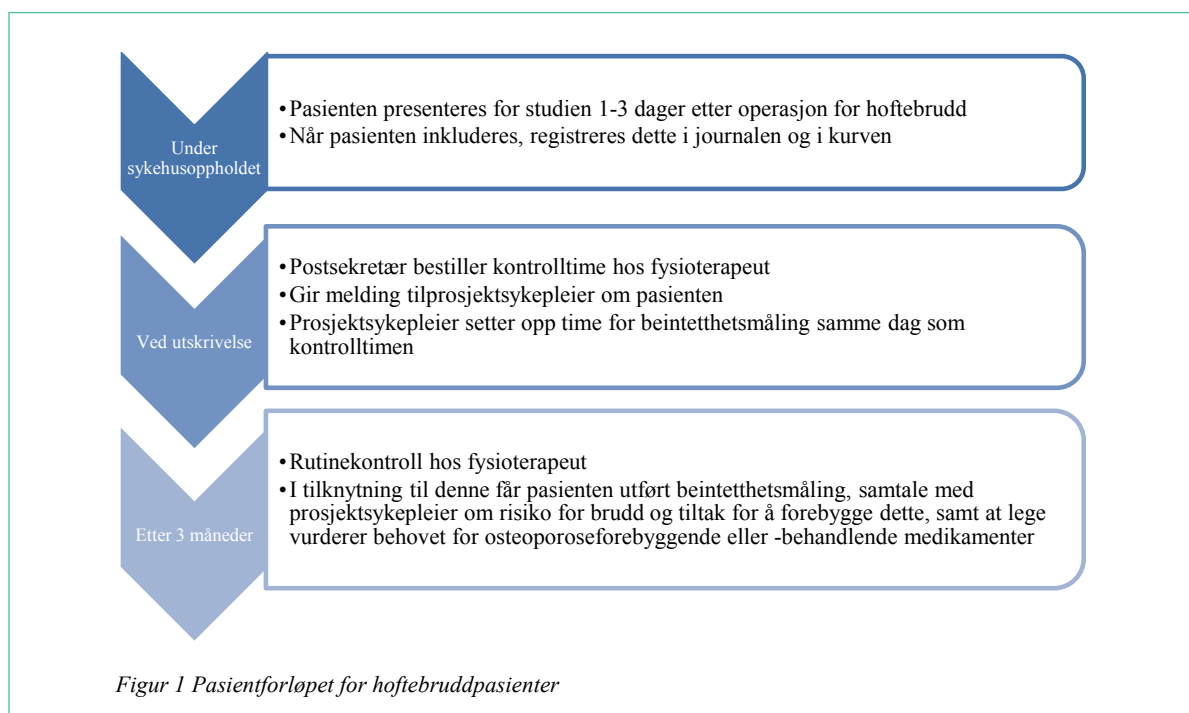 Under
sykehusoppholdet
•Pasienten presenteres for studien 1-3 dager etter operasjon for hoftebrudd
•Når pasienten inkluderes, registreres dette i journalen og i kurven
Ved utskrivelse
•Postsekretær bestiller kontrolltime hos fysioterapeut
•Gir melding tilprosjektsykepleier om pasienten
•Prosjektsykepleier setter opp time for beintetthetsmåling samme dag som
kontrolltimen
Etter 3 måneder
•Rutinekontroll hos fysioterapeut
•I tilknytning til denne får pasienten utført beintetthetsmåling, samtale med
prosjektsykepleier om risiko for brudd og tiltak for å forebygge dette, samt at lege
vurderer behovet for osteoporoseforebyggende eller -behandlende medikamenter
Figur 1 Pasientforløpet for hoftebruddpasienter